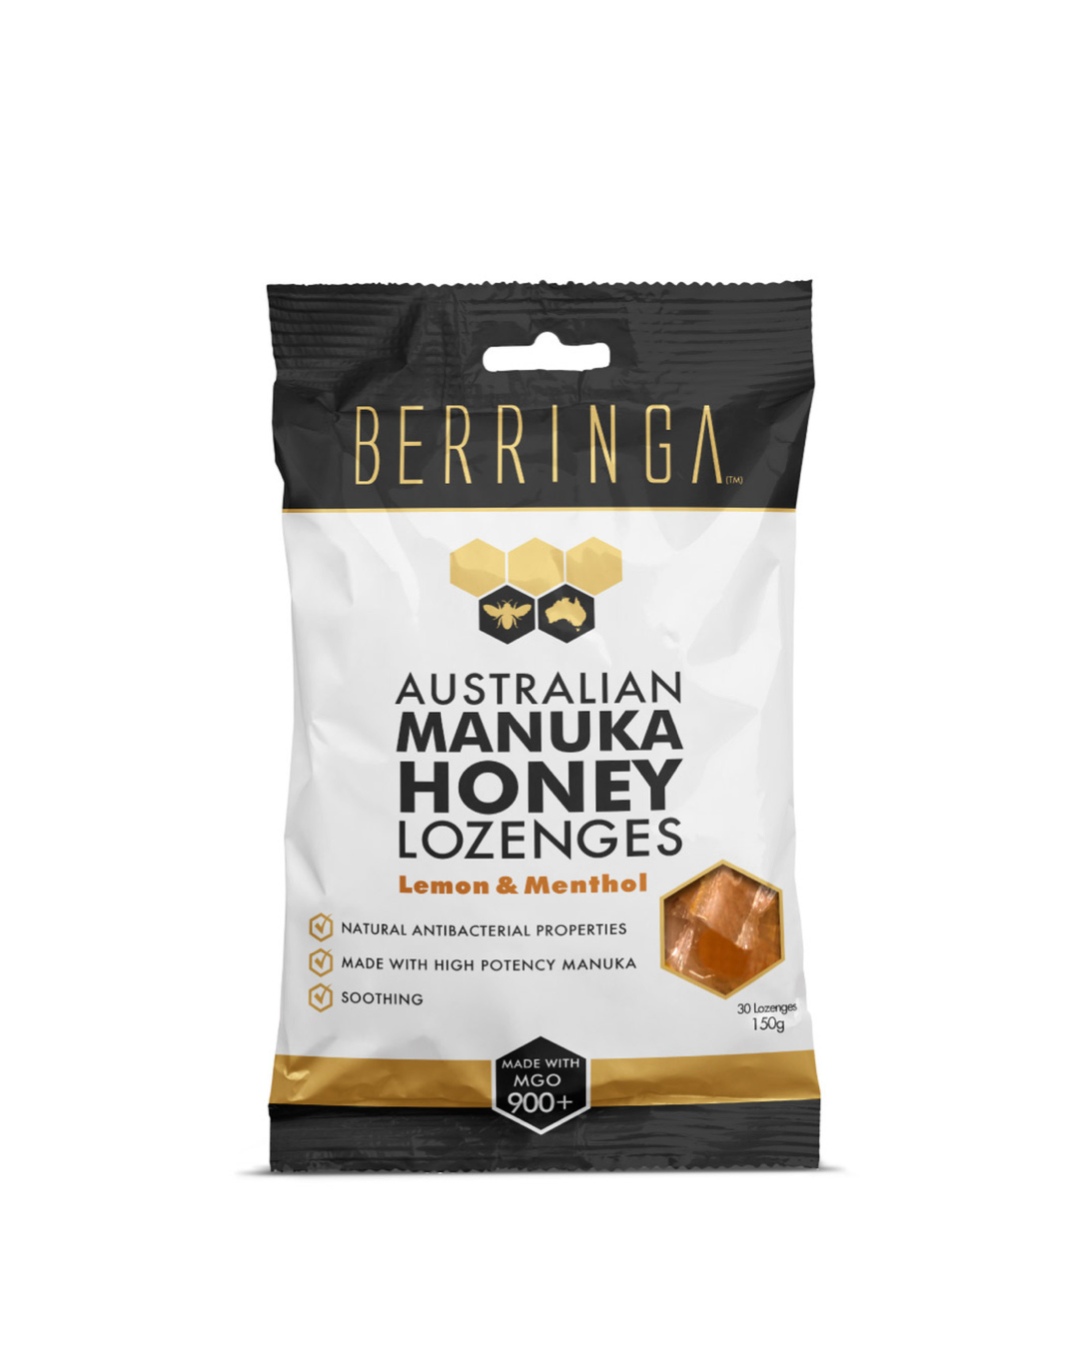 BERRINGA
(TM)
AUSTRALIAN
MANUKA
HONEY
LOZENGES
Lemon & Menthol
NATURAL ANTIBACTERIAL PROPERTIES
MADE WITH HIGH POTENCY MANUKA
SOOTHING
30 Lozenges
150g
MADE WITH
MGO
900+